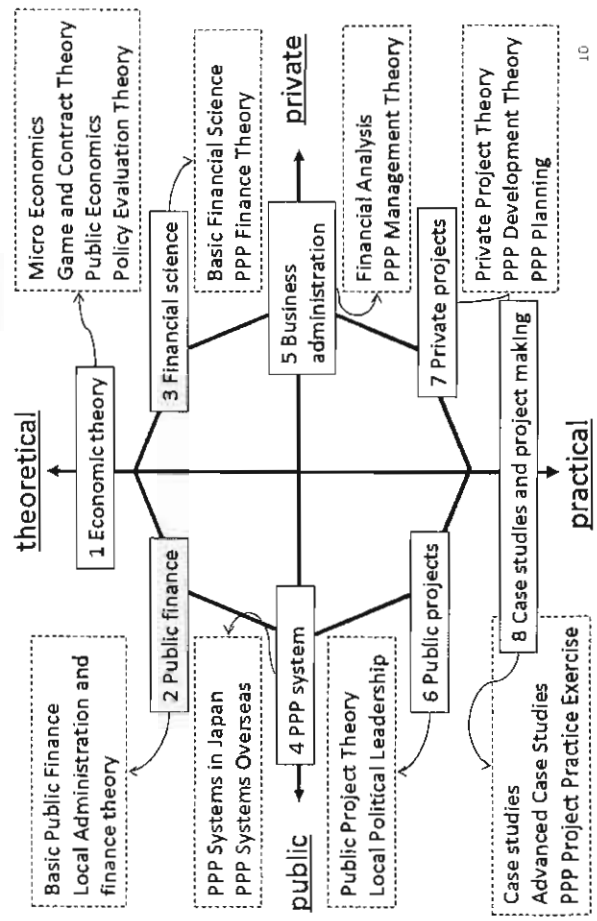 theoretical
1 Economic theory
Micro Economics
Game and Contract Theory
Public Economics
Policy Evaluation Theory
Basic Public Finance
Local Administration and
finance theory
2 Public finance
3 Financial science
Basic Financial Science
PPP Finance Theory
PPP Systems in Japan
PPP Systems Overseas
public
4 PPP system
5 Business
administration
private
Financial Analysis
PPP Management Theory
Public Project Theory
Local Political Leadership
6 Public projects
7 Private projects
Private Project Theory
PPP Development Theory
PPP Planning
8 Case studies and project making
Case studies
Advanced Case Studies
PPP Project Practice Exercise
practical
10